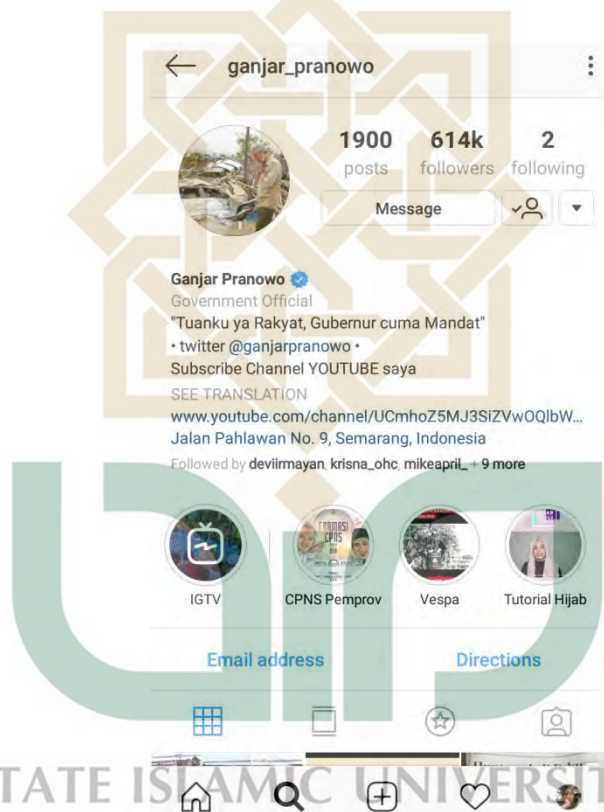 ganjar_pranowo
1900 614k 2
posts followers following
Message
Ganjar Pranowo
Government Official
"Tuanku ya Rakyat, Gubernur cuma Mandat"
• twitter @ganjarpranowo •
Subscribe Channel YOUTUBE saya
SEE TRANSLATION
www.youtube.com/channel/UCmhoZ5MJ3SiZVwOQlbW...
Jalan Pahlawan No. 9, Semarang, Indonesia
Followed by deviirmayan, krisna_ohc, mikeapril_ + 9 more
FORMASI
CPNS
IGTV CPNS Pemprov Vespa Tutorial Hijab
Email address Directions
TATE ISLAMIC UNIVERSIT